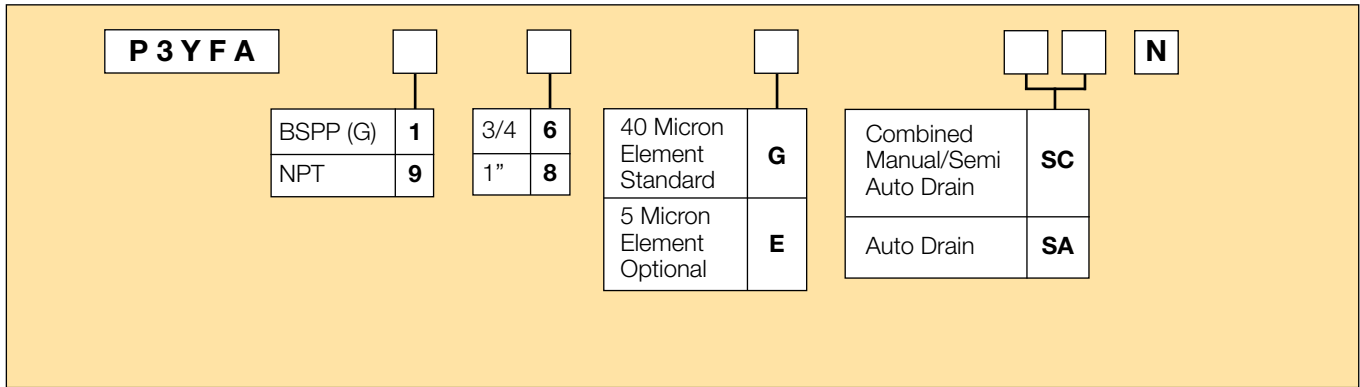 P3YFA
N
BSPP (G) 1
NPT 9
3/4 6
1" 8
40 Micron
Element
Standard
G
5 Micron
Element
Optional
E
Combined
Manual/Semi
Auto Drain
SC
Auto Drain SA